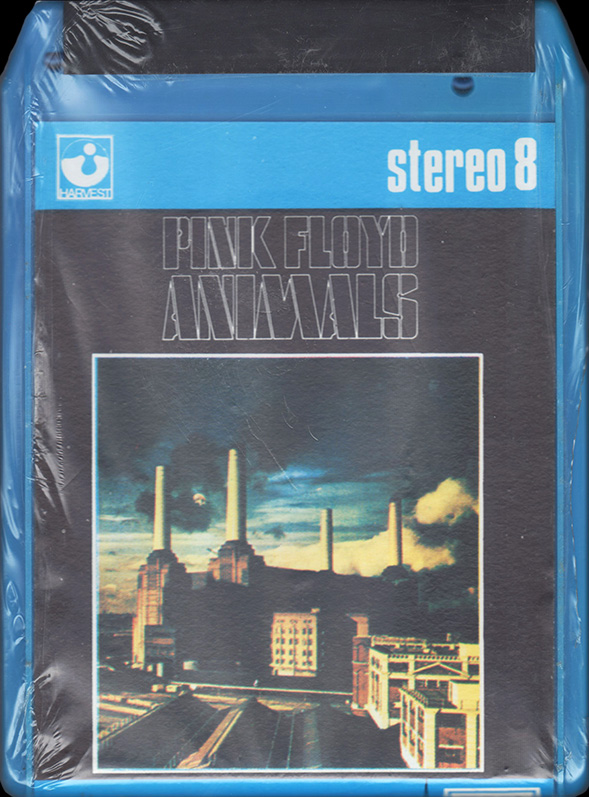 HARVEST
stereo 8
PINK FLOYD
ANIMALS